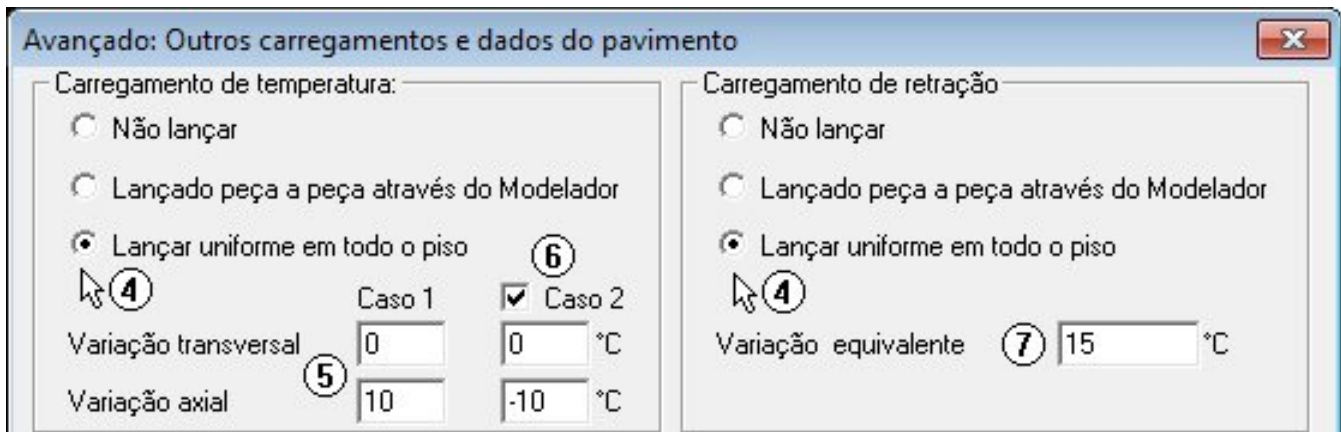 Avançado: Outros carregamentos e dados do pavimento
Carregamento de temperatura:
Não lançar
Lançado peça a peça através do Modelador
Lançar uniforme em todo o piso
6
4
Caso 1 Caso 2
Variação transversal 0 0 °C
5
Variação axial 10 -10 °C
Carregamento de retração
Não lançar
Lançado peça a peça através do Modelador
Lançar uniforme em todo o piso
4
Variação equivalente 7 15 °C